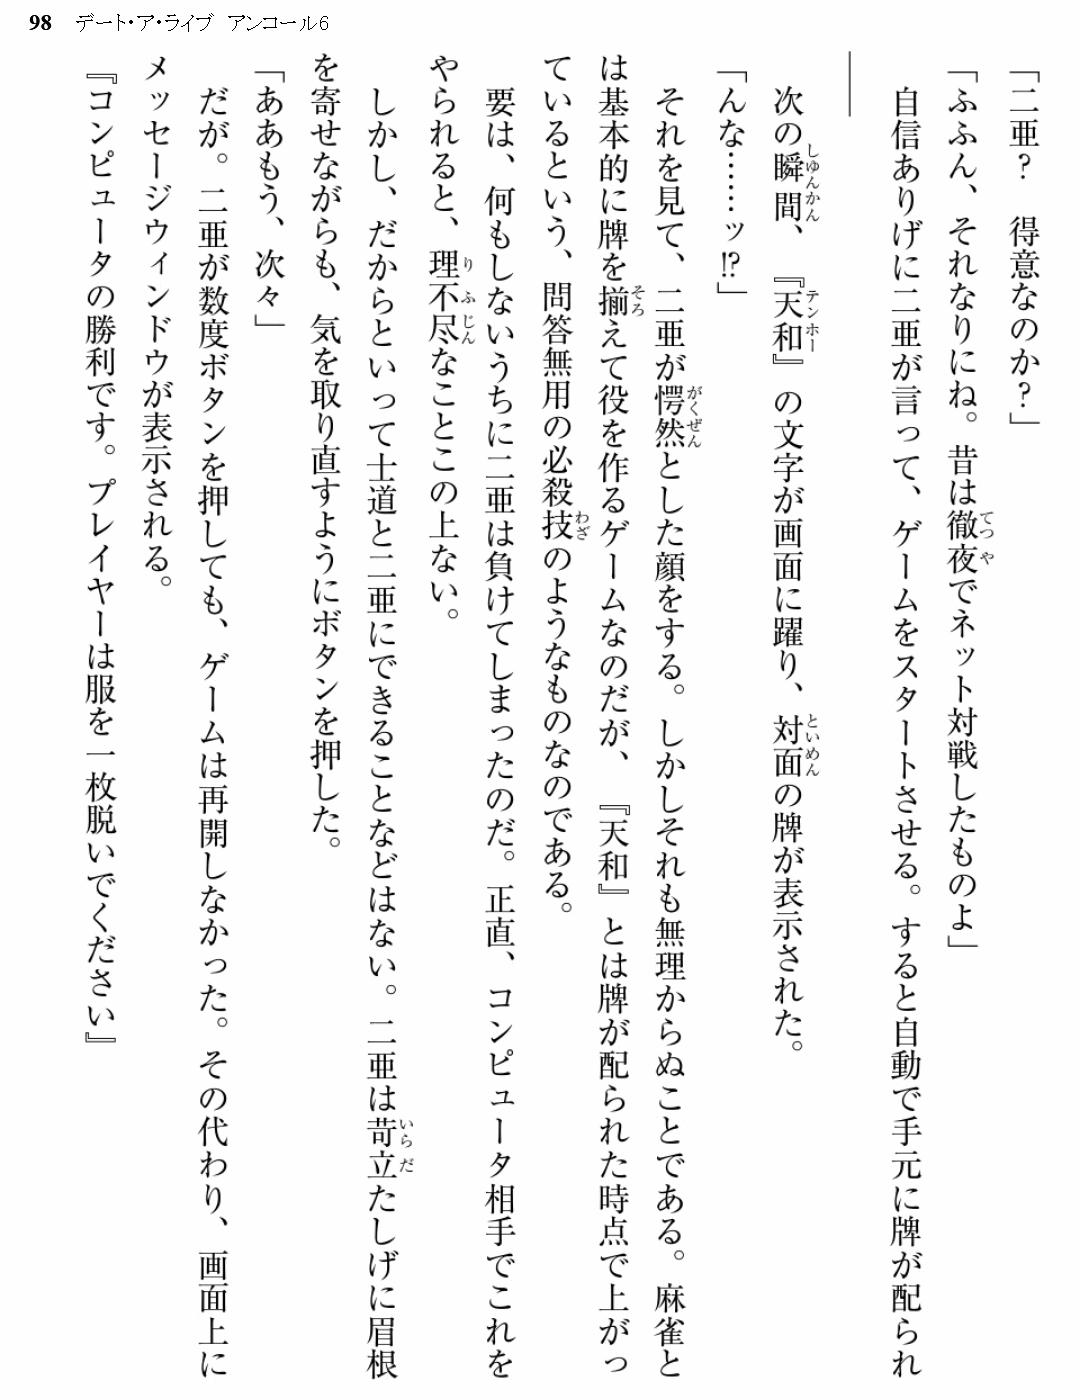 98 デート・ア・ライブ アンコール6
「二亜？　得意なのか？」
「ふふん、それなりにね。昔は徹夜でネット対戦したものよ」
　自信ありげに二亜が言って、ゲームをスタートさせる。すると自動で手元に牌が配られ
――
　次の瞬間、『天和』の文字が画面に躍り、対面の牌が表示された。
「んな……ッ!?」
　それを見て、二亜が愕然とした顔をする。しかしそれも無理からぬことである。麻雀と
は基本的に牌を揃えて役を作るゲームなのだが、『天和』とは牌が配られた時点で上がっ
ているという、問答無用の必殺技のようなものなのである。
　要は、何もしないうちに二亜は負けてしまったのだ。正直、コンピュータ相手でこれを
やられると、理不尽なことこの上ない。
　しかし、だからといって士道と二亜にできることなどはない。二亜は苛立たしげに眉根
を寄せながらも、気を取り直すようにボタンを押した。
「ああもう、次々」
　だが。二亜が数度ボタンを押しても、ゲームは再開しなかった。その代わり、画面上に
メッセージウィンドウが表示される。
『コンピュータの勝利です。プレイヤーは服を一枚脱いでください』